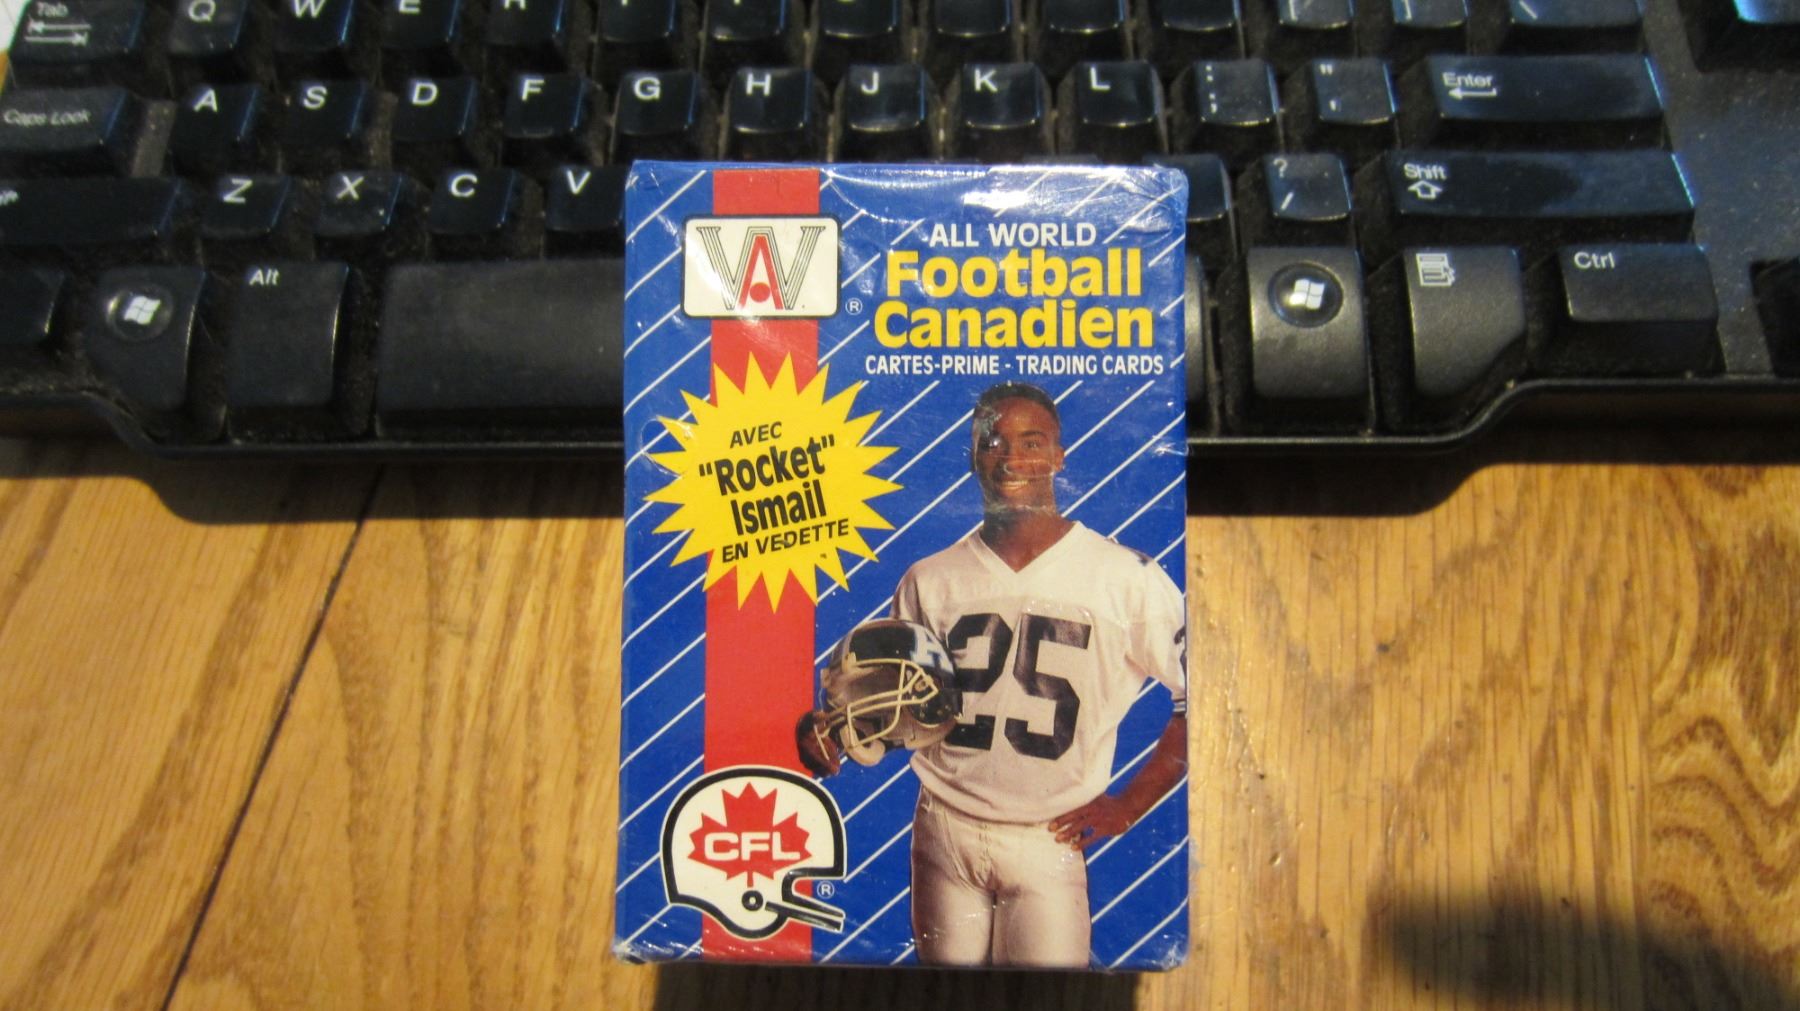 Tab
Q W E
Caps Lock
A S D F G H J K L : ; " ' Enter
Z X C V ? / Shift
Alt Ctrl
AW
®
ALL WORLD
Football
Canadien
CARTES-PRIME - TRADING CARDS
AVEC
"Rocket"
Ismail
EN VEDETTE
25
CFL
®